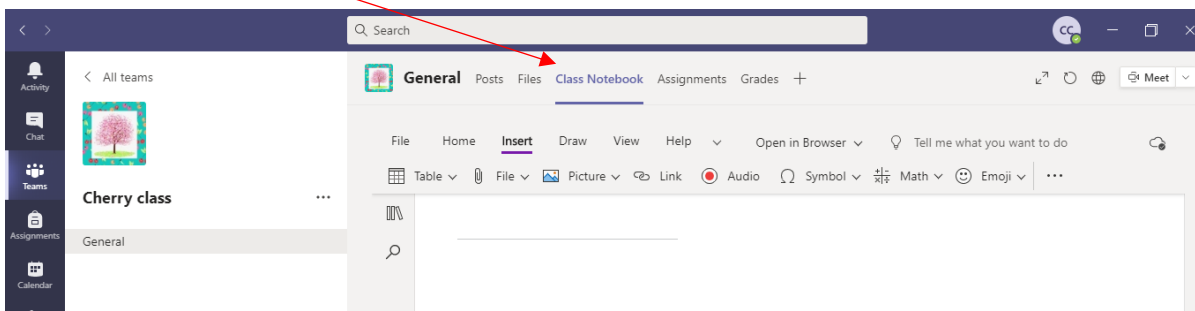 Search
CC
Activity
Chat
Teams
Assignments
Calendar
All teams
Cherry class
General
General Posts Files Class Notebook Assignments Grades
Meet
File Home Insert Draw View Help Open in Browser Tell me what you want to do
Table File Picture Link Audio Symbol Math Emoji